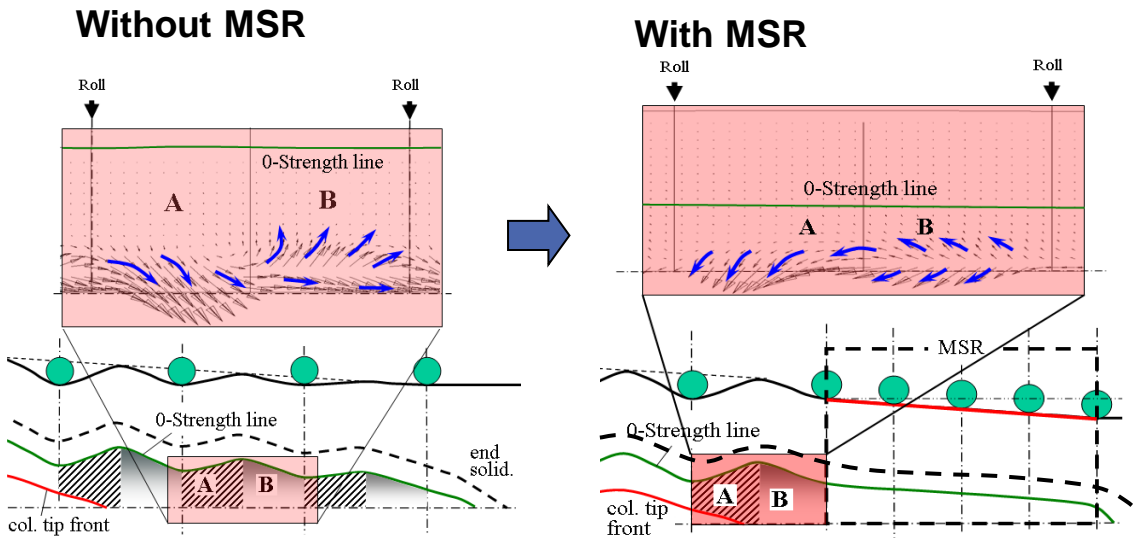 Without MSR
Roll
Roll
0-Strength line
A
B
0-Strength line
A
B
end
solid.
col. tip front
With MSR
Roll
Roll
0-Strength line
A
B
MSR
0-Strength line
A
B
col. tip
front